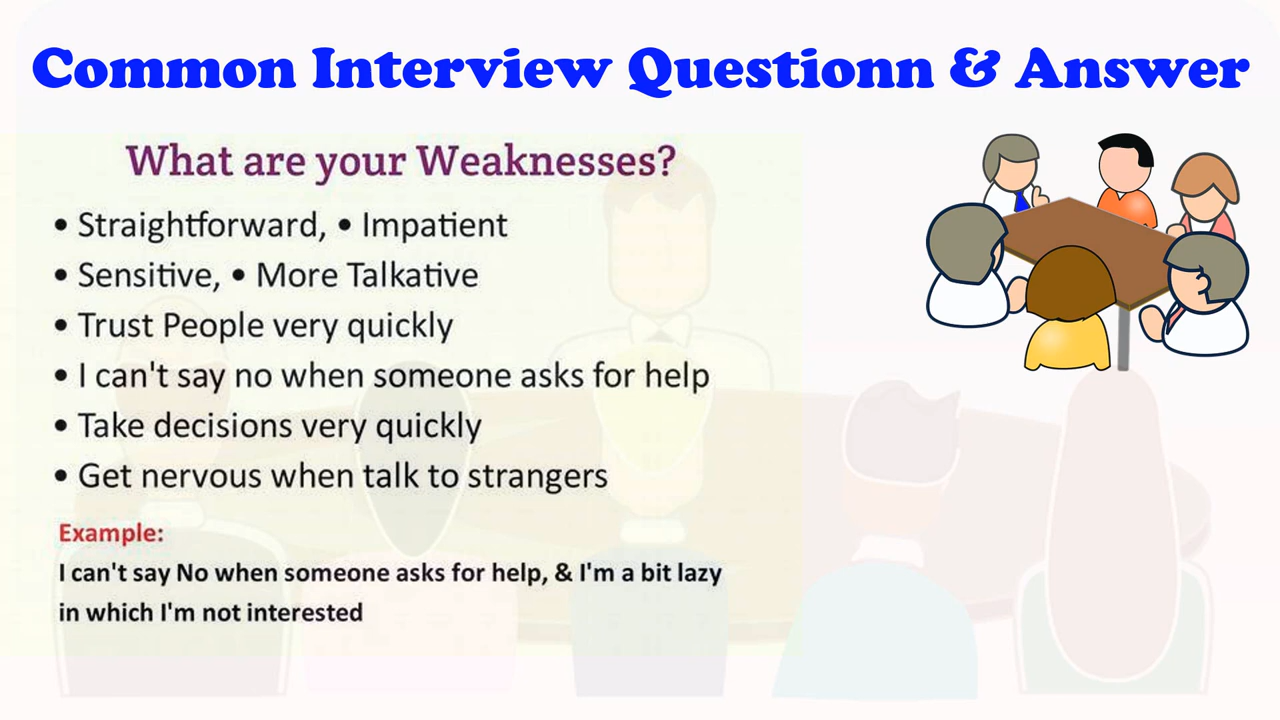 Common Interview Questionn & Answer
What are your Weaknesses?
• Straightforward, • Impatient
• Sensitive, • More Talkative
• Trust People very quickly
• I can't say no when someone asks for help
• Take decisions very quickly
• Get nervous when talk to strangers
Example:
I can't say No when someone asks for help, & I'm a bit lazy
in which I'm not interested